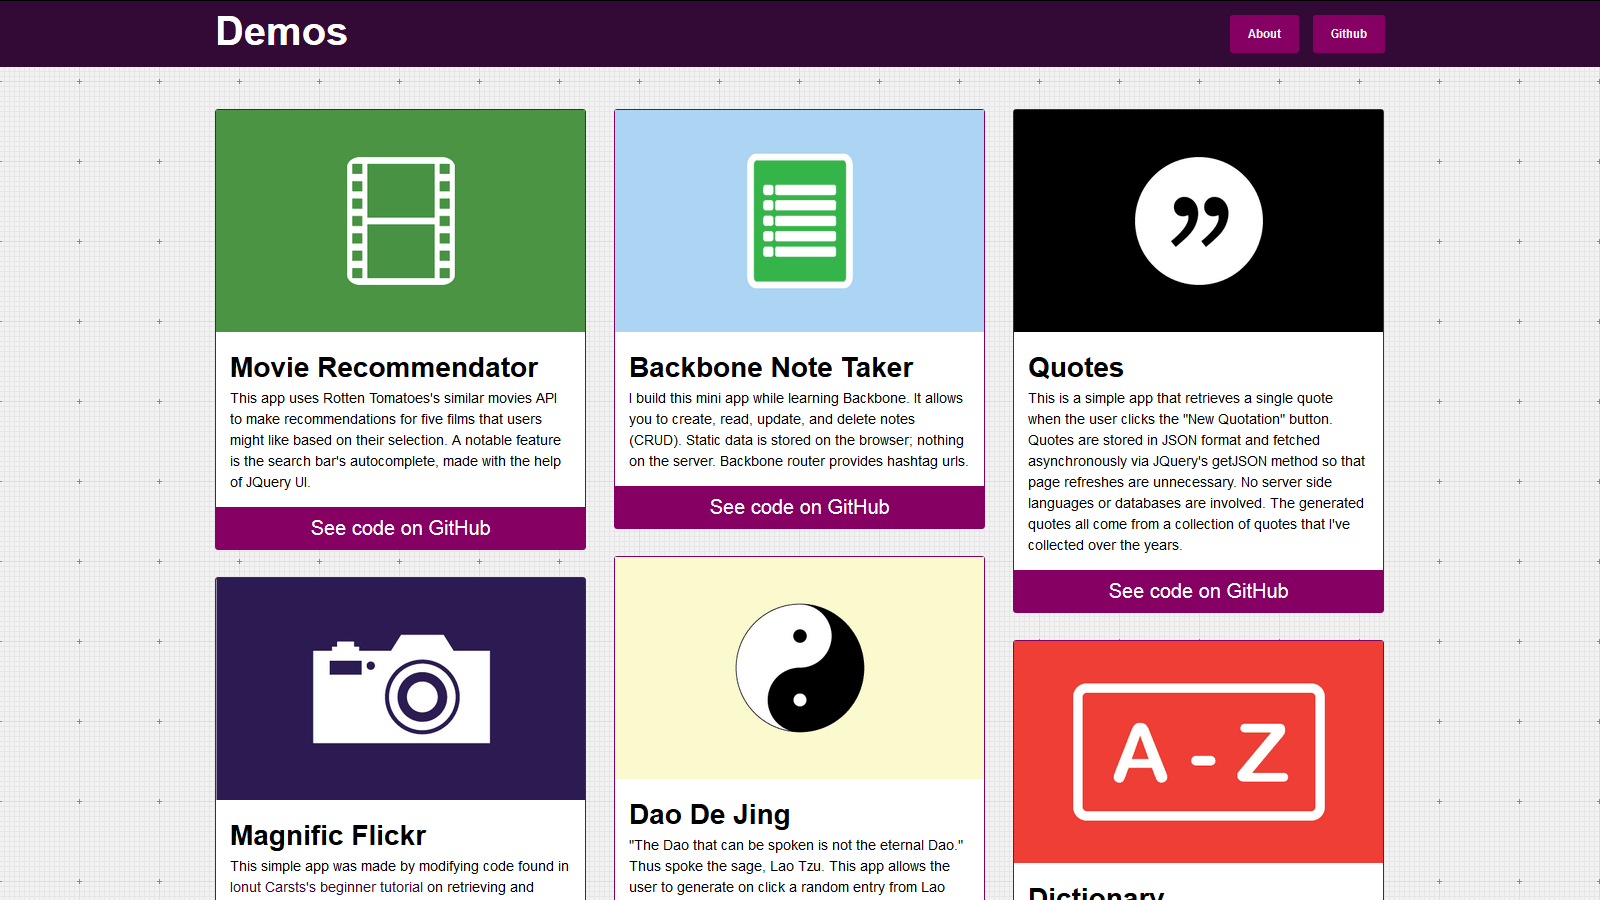 Demos
About
Github
Movie Recommendator
This app uses Rotten Tomatoes's similar movies API
to make recommendations for five films that users
might like based on their selection. A notable feature
is the search bar's autocomplete, made with the help
of JQuery UI.
See code on GitHub
Backbone Note Taker
I build this mini app while learning Backbone. It allows
you to create, read, update, and delete notes
(CRUD). Static data is stored on the browser; nothing
on the server. Backbone router provides hashtag urls.
See code on GitHub
Quotes
This is a simple app that retrieves a single quote
when the user clicks the "New Quotation" button.
Quotes are stored in JSON format and fetched
asynchronously via JQuery's getJSON method so that
page refreshes are unnecessary. No server side
languages or databases are involved. The generated
quotes all come from a collection of quotes that I've
collected over the years.
See code on GitHub
Magnific Flickr
This simple app was made by modifying code found in
Ionut Carsts's beginner tutorial on retrieving and
Dao De Jing
"The Dao that can be spoken is not the eternal Dao."
Thus spoke the sage, Lao Tzu. This app allows the
user to generate on click a random entry from Lao
A - Z
Dictionary